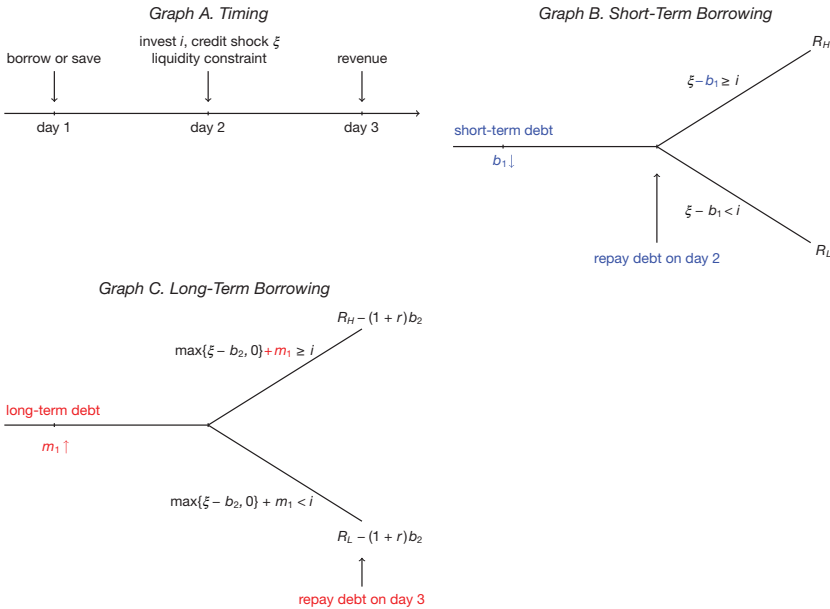 Graph A. Timing
invest i, credit shock ξ
borrow or save
liquidity constraint
revenue
day 1
day 2
day 3
Graph B. Short-Term Borrowing
R_H
ξ − b_1 ≥ i
short-term debt
b_1↓
ξ − b_1 < i
repay debt on day 2
R_L
Graph C. Long-Term Borrowing
R_H − (1 + r)b_2
max{ξ − b_2, 0} + m_1 ≥ i
long-term debt
m_1↑
max{ξ − b_2, 0} + m_1 < i
R_L − (1 + r)b_2
repay debt on day 3